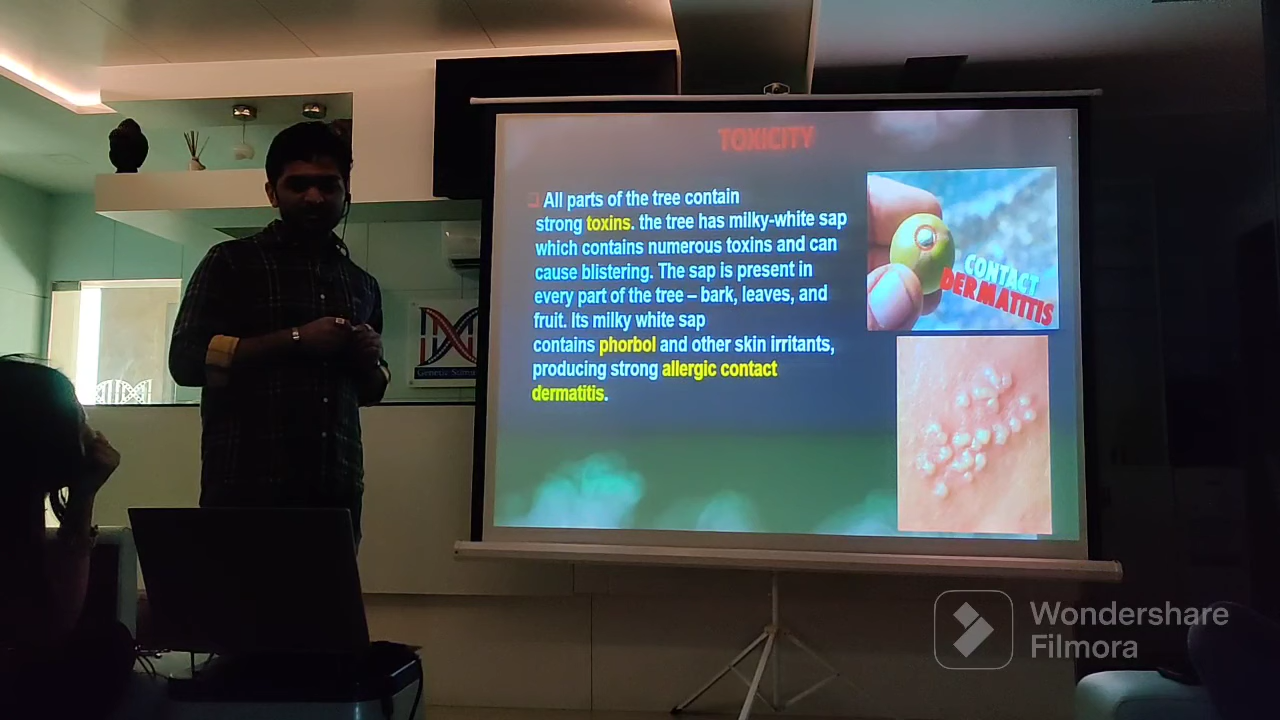 TOXICITY
All parts of the tree contain
strong toxins. the tree has milky-white sap
which contains numerous toxins and can
cause blistering. The sap is present in
every part of the tree – bark, leaves, and
fruit. Its milky white sap
contains phorbol and other skin irritants,
producing strong allergic contact
dermatitis.
CONTACT
DERMATITIS
Wondershare
Filmora